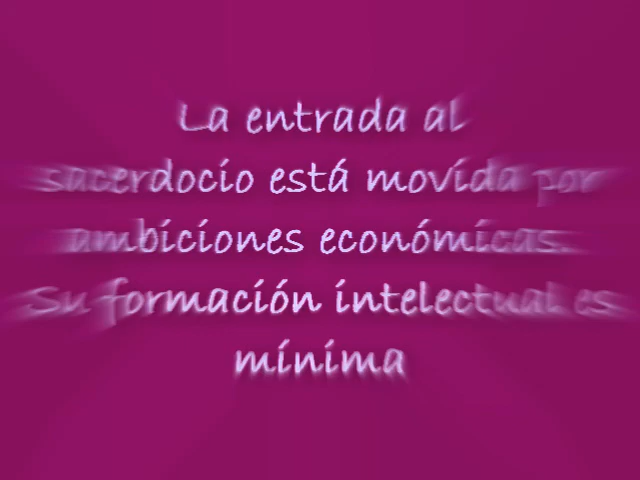 La entrada al
sacerdocio está movida por
ambiciones económicas.
Su formación intelectual es
mínima